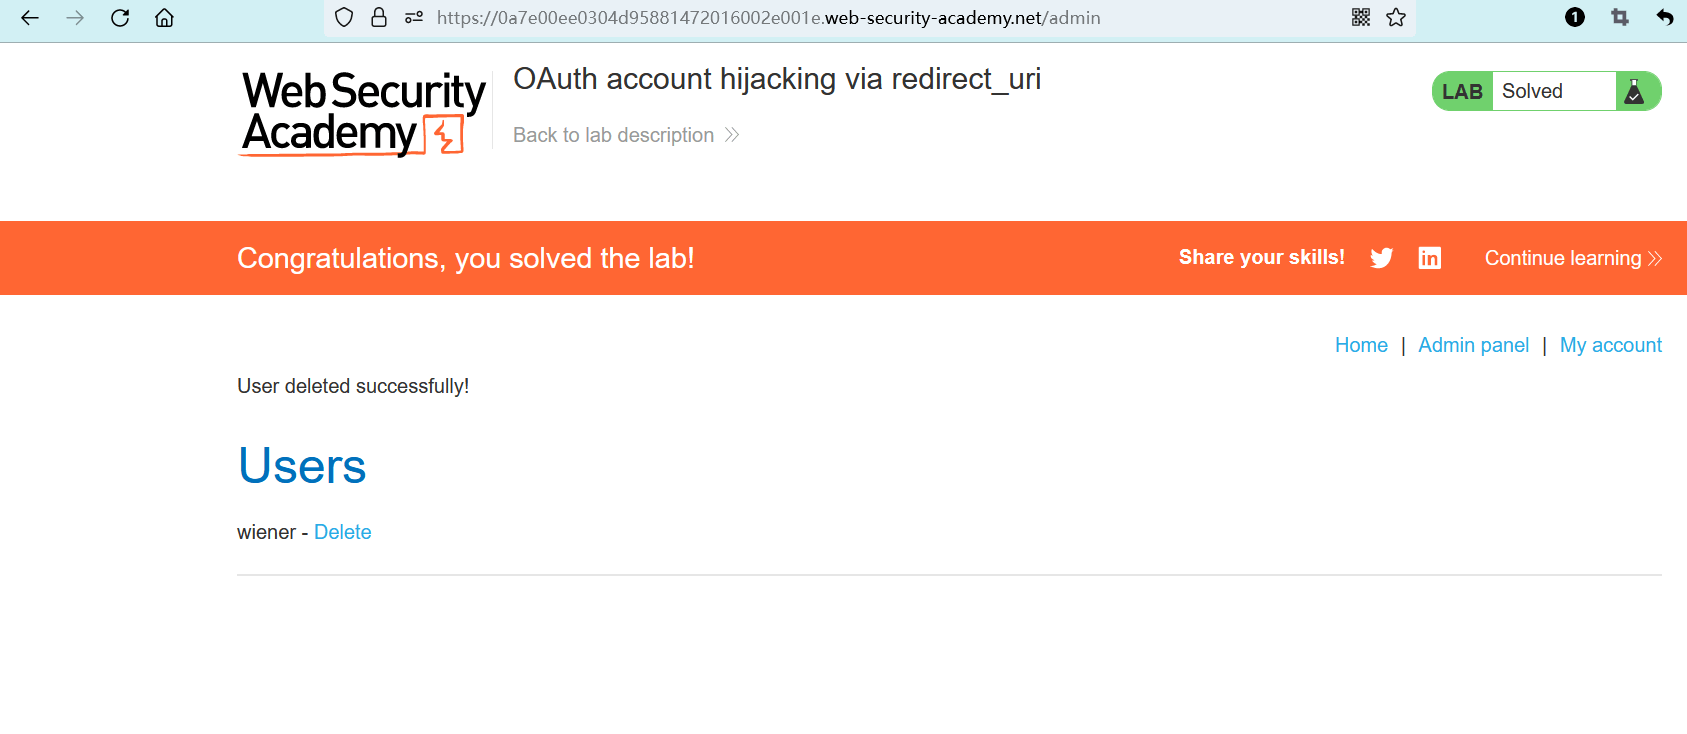 https://0a7e00ee0304d95881472016002e001e.web-security-academy.net/admin
1
Web Security
Academy
OAuth account hijacking via redirect_uri
Back to lab description
LAB Solved
Congratulations, you solved the lab!
Share your skills!
in
Continue learning
Home | Admin panel | My account
User deleted successfully!
Users
wiener - Delete